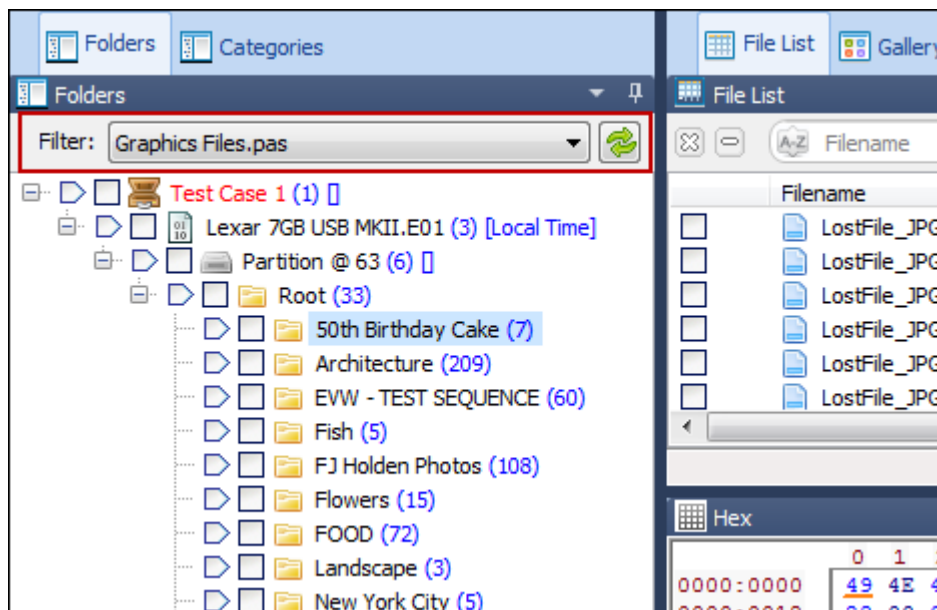 Folders
Categories
Folders
Filter: Graphics Files.pas
Test Case 1 (1) []
Lexar 7GB USB MKII.E01 (3) [Local Time]
Partition @ 63 (6) []
Root (33)
50th Birthday Cake (7)
Architecture (209)
EVW - TEST SEQUENCE (60)
Fish (5)
FJ Holden Photos (108)
Flowers (15)
FOOD (72)
Landscape (3)
New York City (5)
File List
Gallery
File List
A-Z Filename
Filename
LostFile_JPG
LostFile_JPG
LostFile_JPG
LostFile_JPG
LostFile_JPG
LostFile_JPG
Hex
0 1
0000:0000 49 4E 4